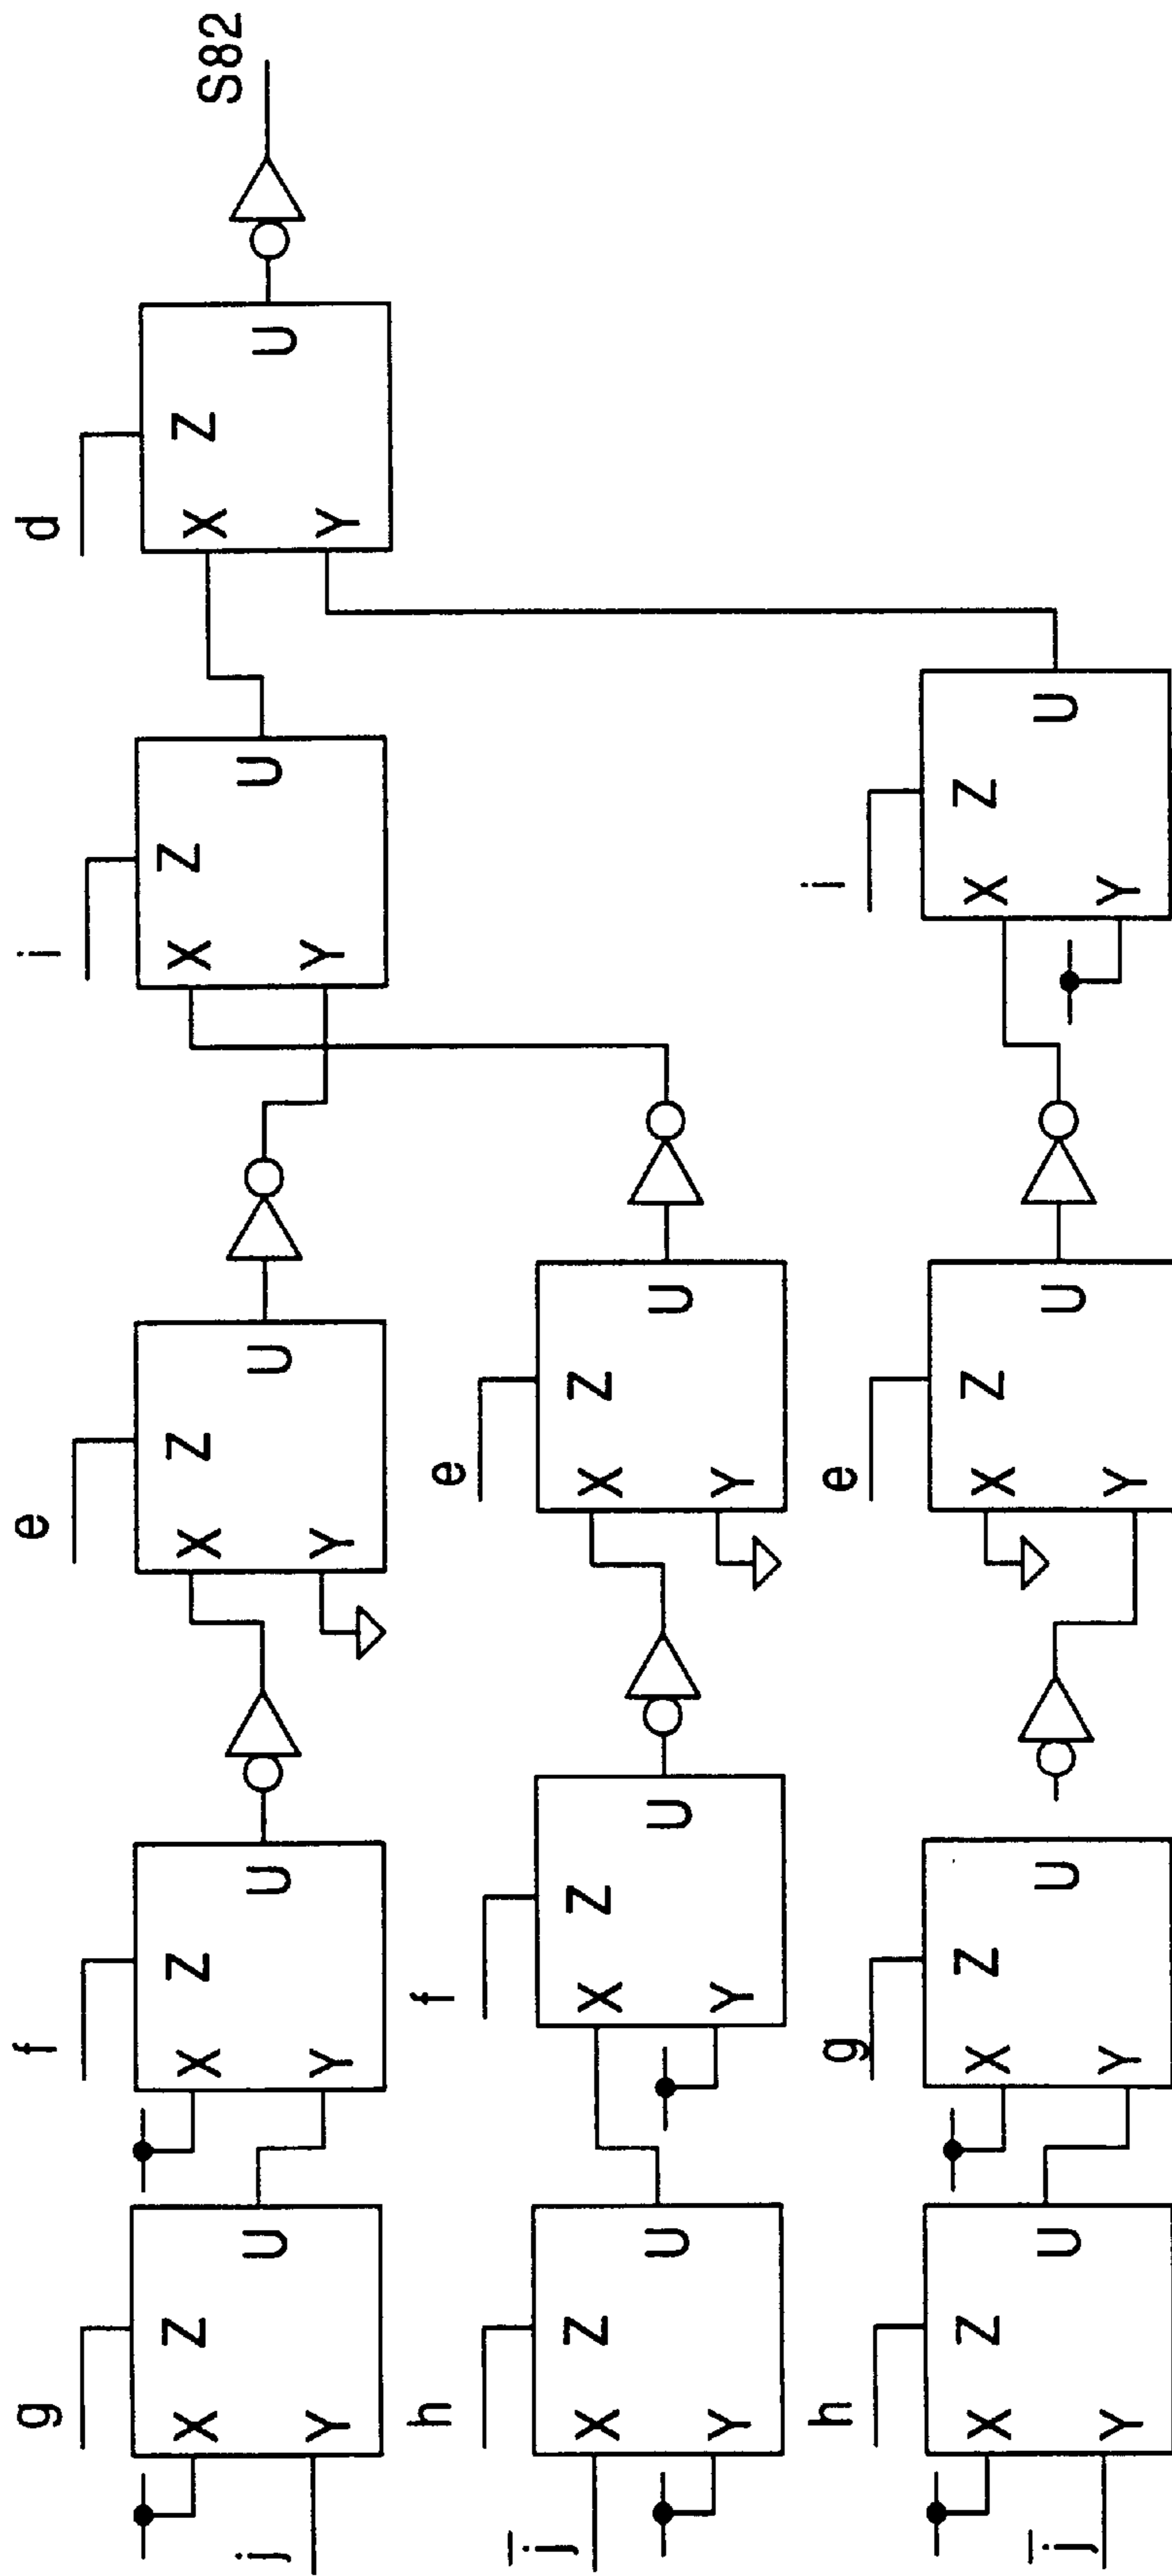 g f e i d
Z Z Z Z Z S82
X X X X X
U U U U U
j
Y Y Y Y Y
h f e
j̅
Z Z Z
X X X
U U U
Y Y Y
h g e i
Z Z Z Z
X X X X
j̅
U U U U
Y Y Y Y